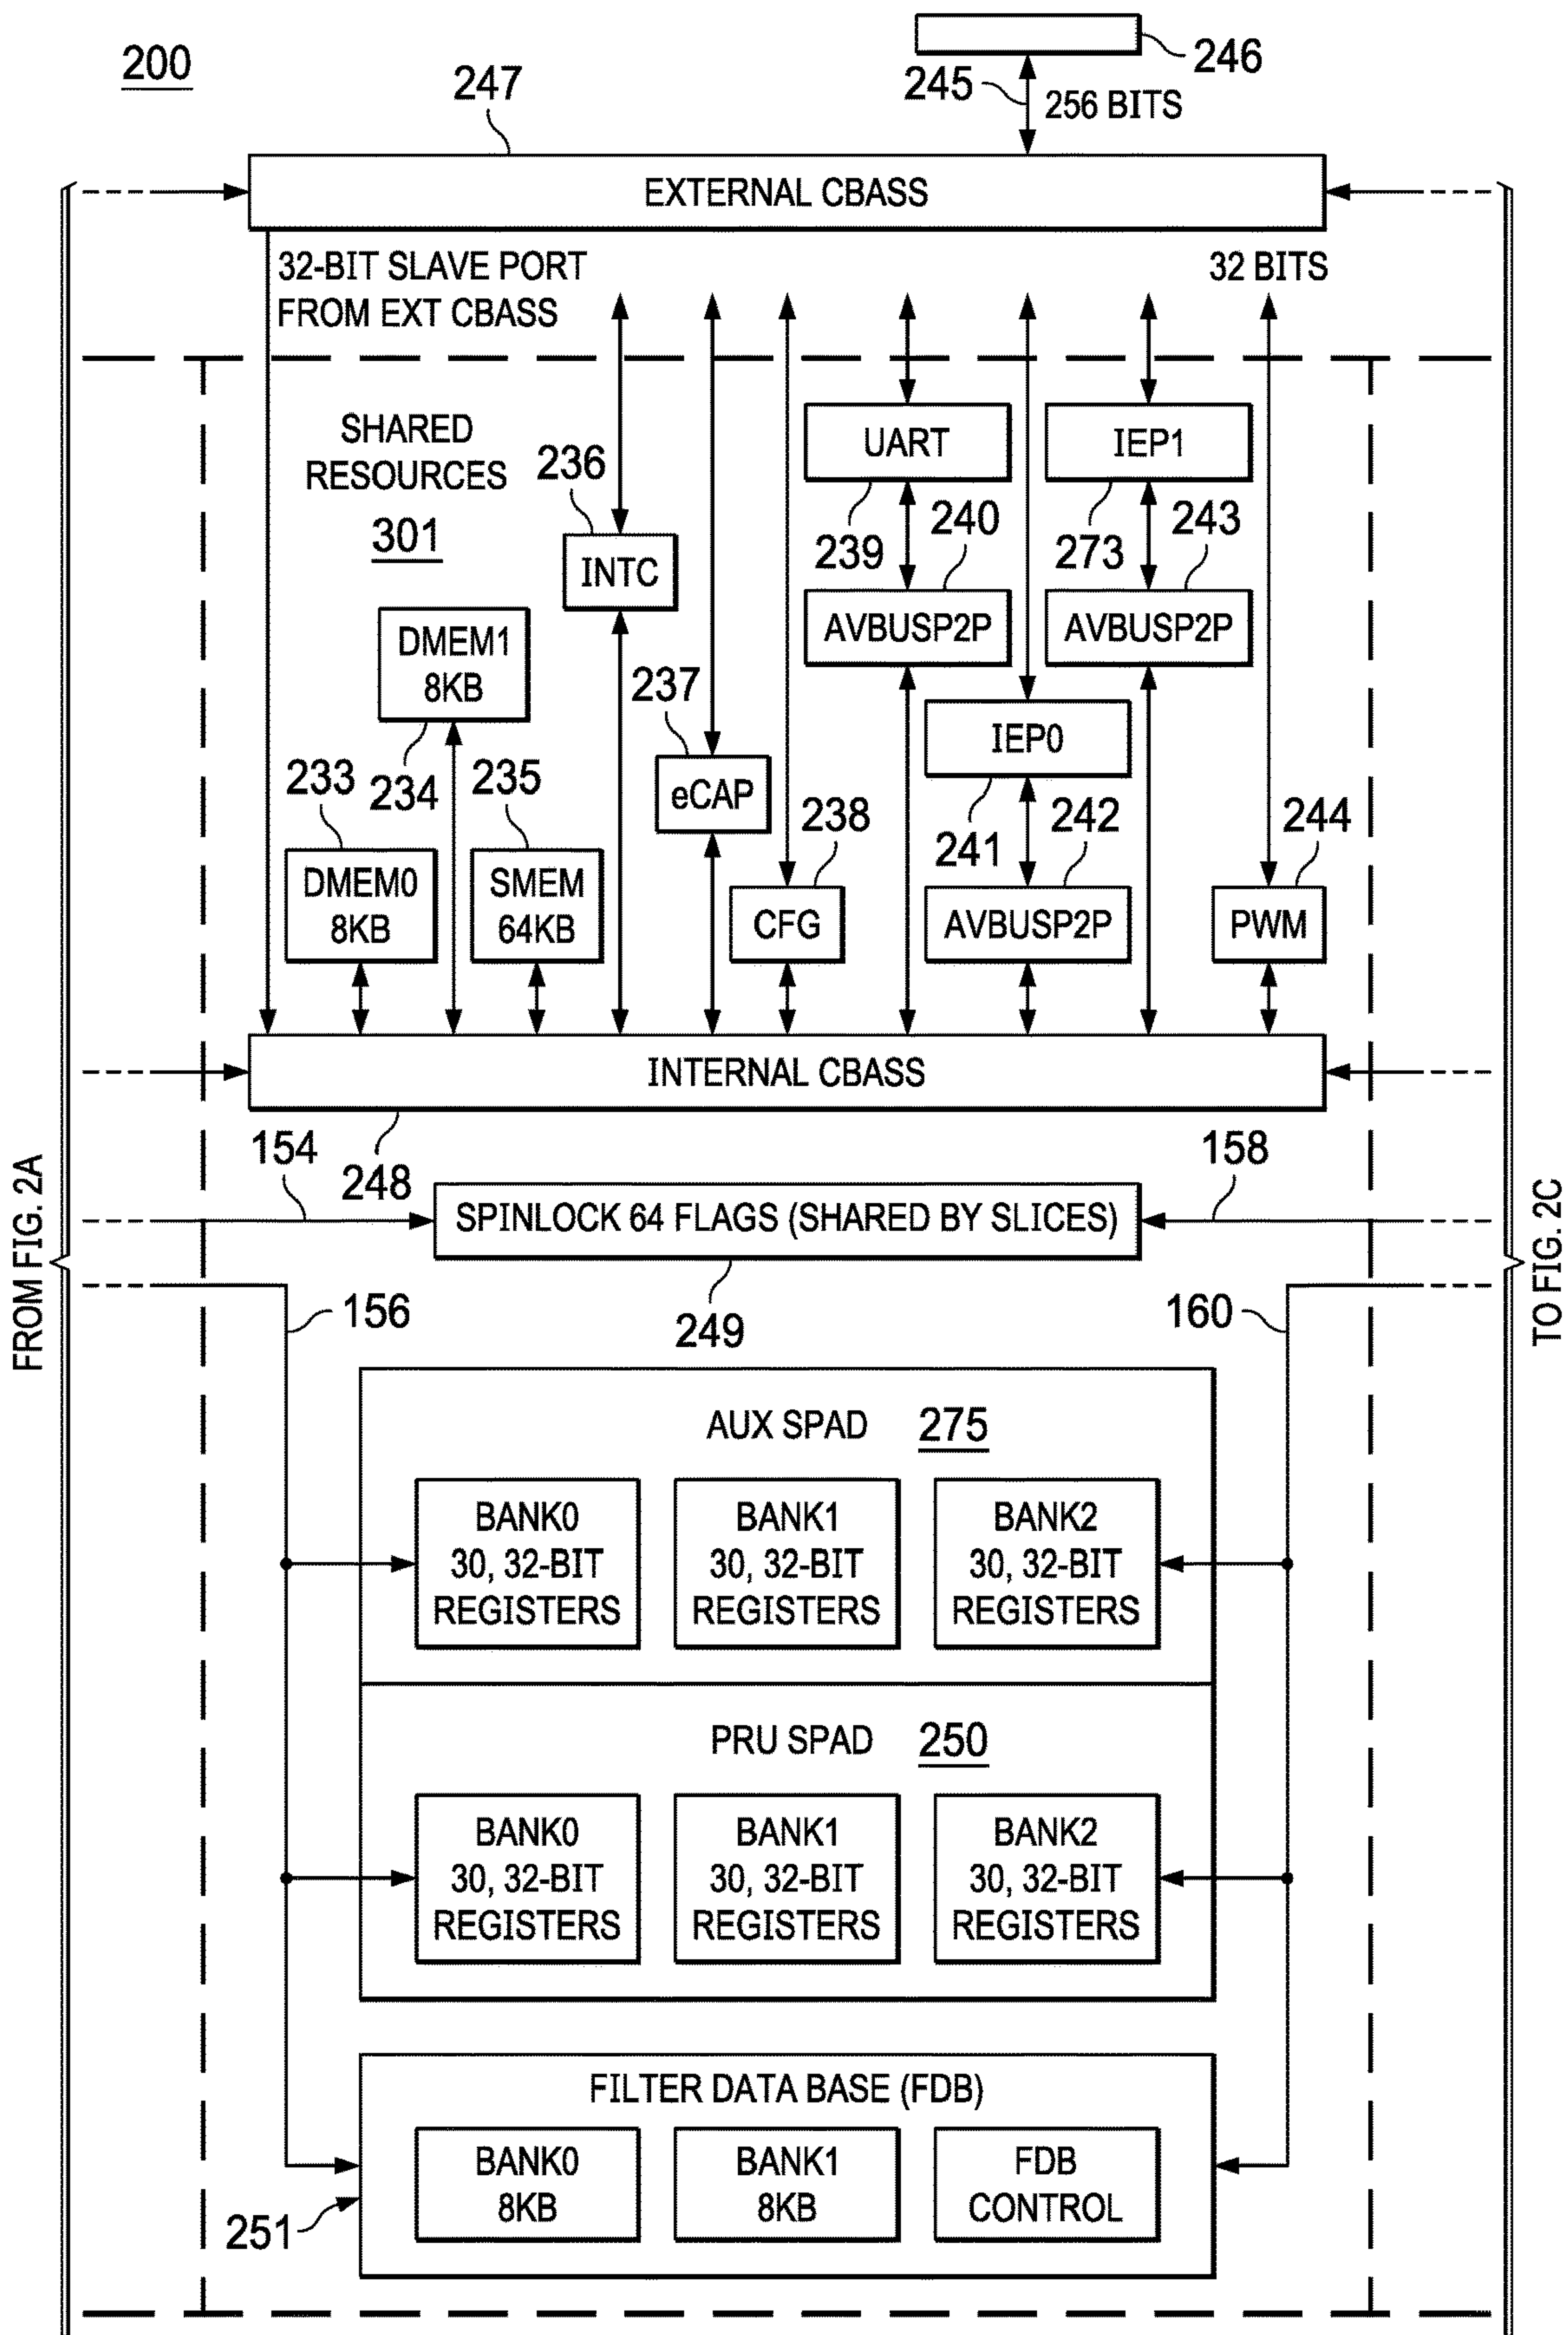 200
247
245
256 BITS
246
EXTERNAL CBASS
32-BIT SLAVE PORT
FROM EXT CBASS
32 BITS
SHARED
RESOURCES
301
236
INTC
UART
239
240
AVBUSP2P
IEP1
273
243
AVBUSP2P
DMEM1
8KB
234
237
eCAP
IEP0
241
242
AVBUSP2P
233
DMEM0
8KB
235
SMEM
64KB
238
CFG
244
PWM
INTERNAL CBASS
248
154
158
SPINLOCK 64 FLAGS (SHARED BY SLICES)
249
FROM FIG. 2A
TO FIG. 2C
156
160
AUX SPAD 275
BANK0
30, 32-BIT
REGISTERS
BANK1
30, 32-BIT
REGISTERS
BANK2
30, 32-BIT
REGISTERS
PRU SPAD 250
BANK0
30, 32-BIT
REGISTERS
BANK1
30, 32-BIT
REGISTERS
BANK2
30, 32-BIT
REGISTERS
FILTER DATA BASE (FDB)
BANK0
8KB
BANK1
8KB
FDB
CONTROL
251